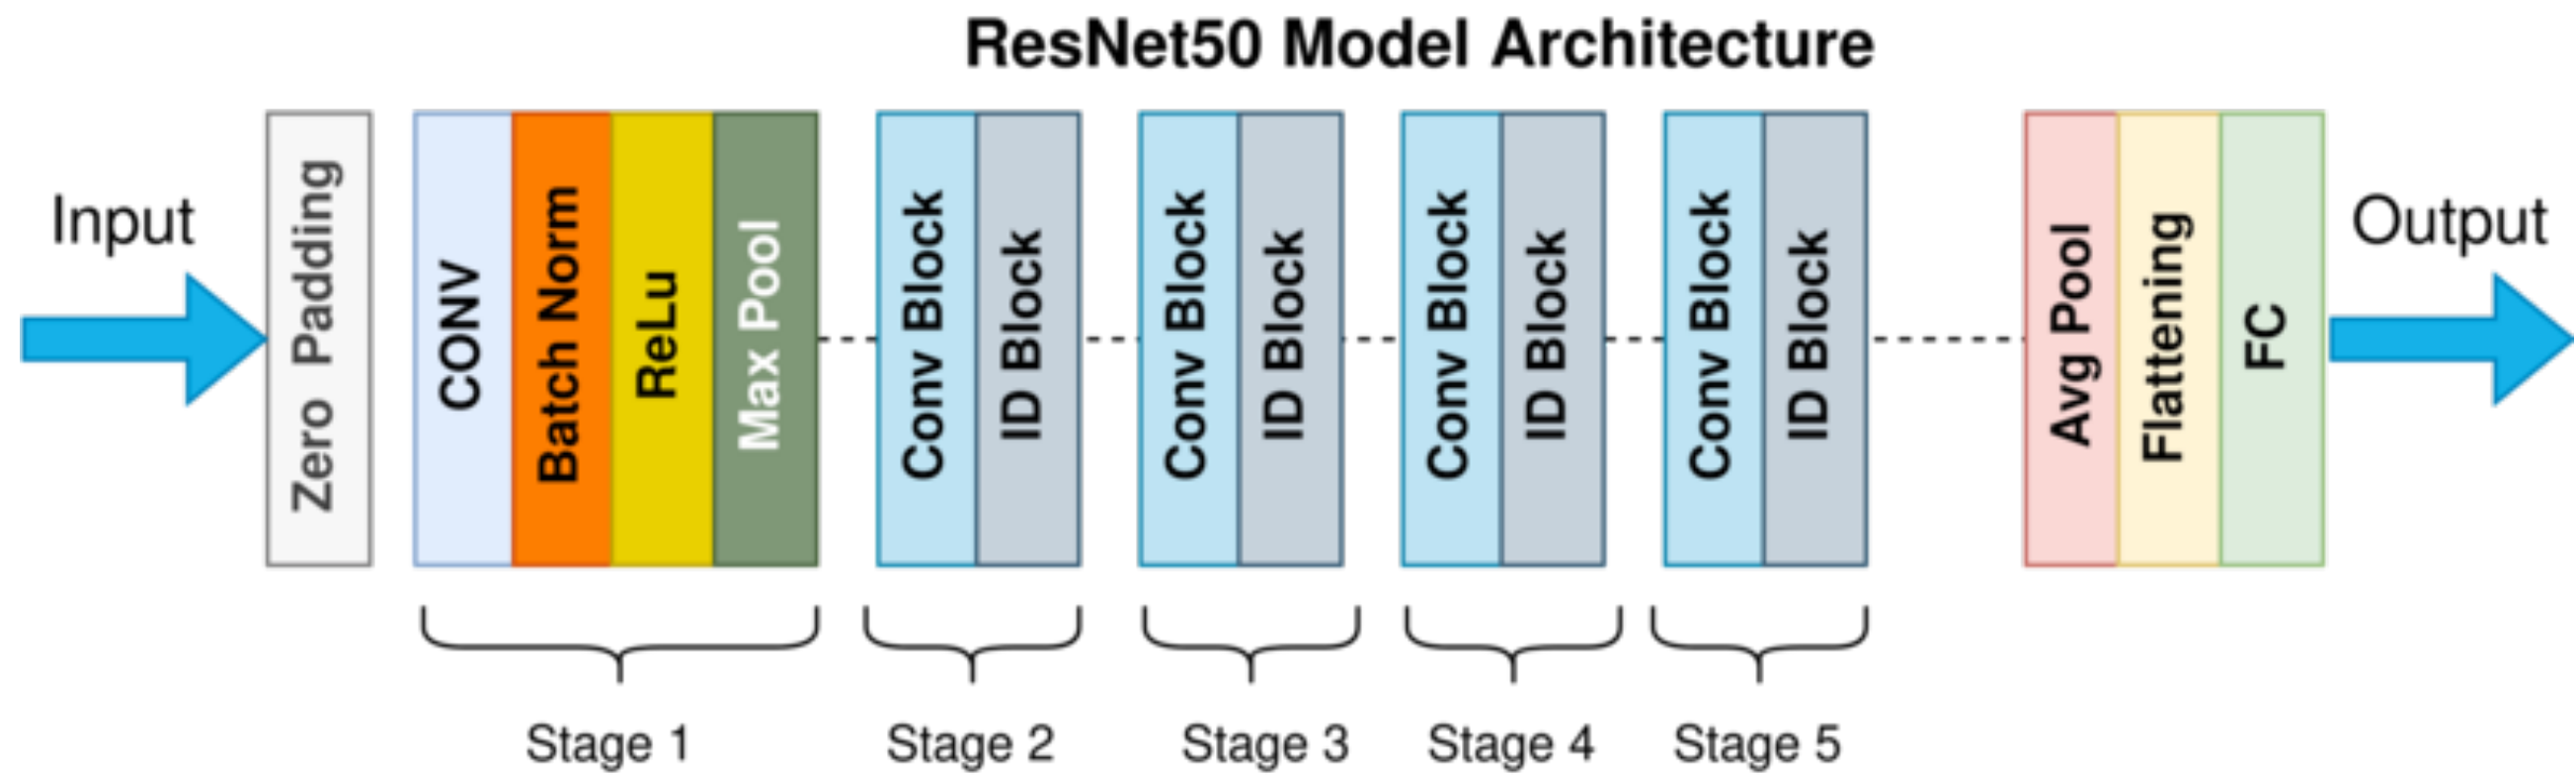 ResNet50 Model Architecture
Input
Zero Padding
CONV
Batch Norm
ReLu
Max Pool
Conv Block
ID Block
Conv Block
ID Block
Conv Block
ID Block
Conv Block
ID Block
Avg Pool
Flattening
FC
Output
Stage 1
Stage 2
Stage 3
Stage 4
Stage 5